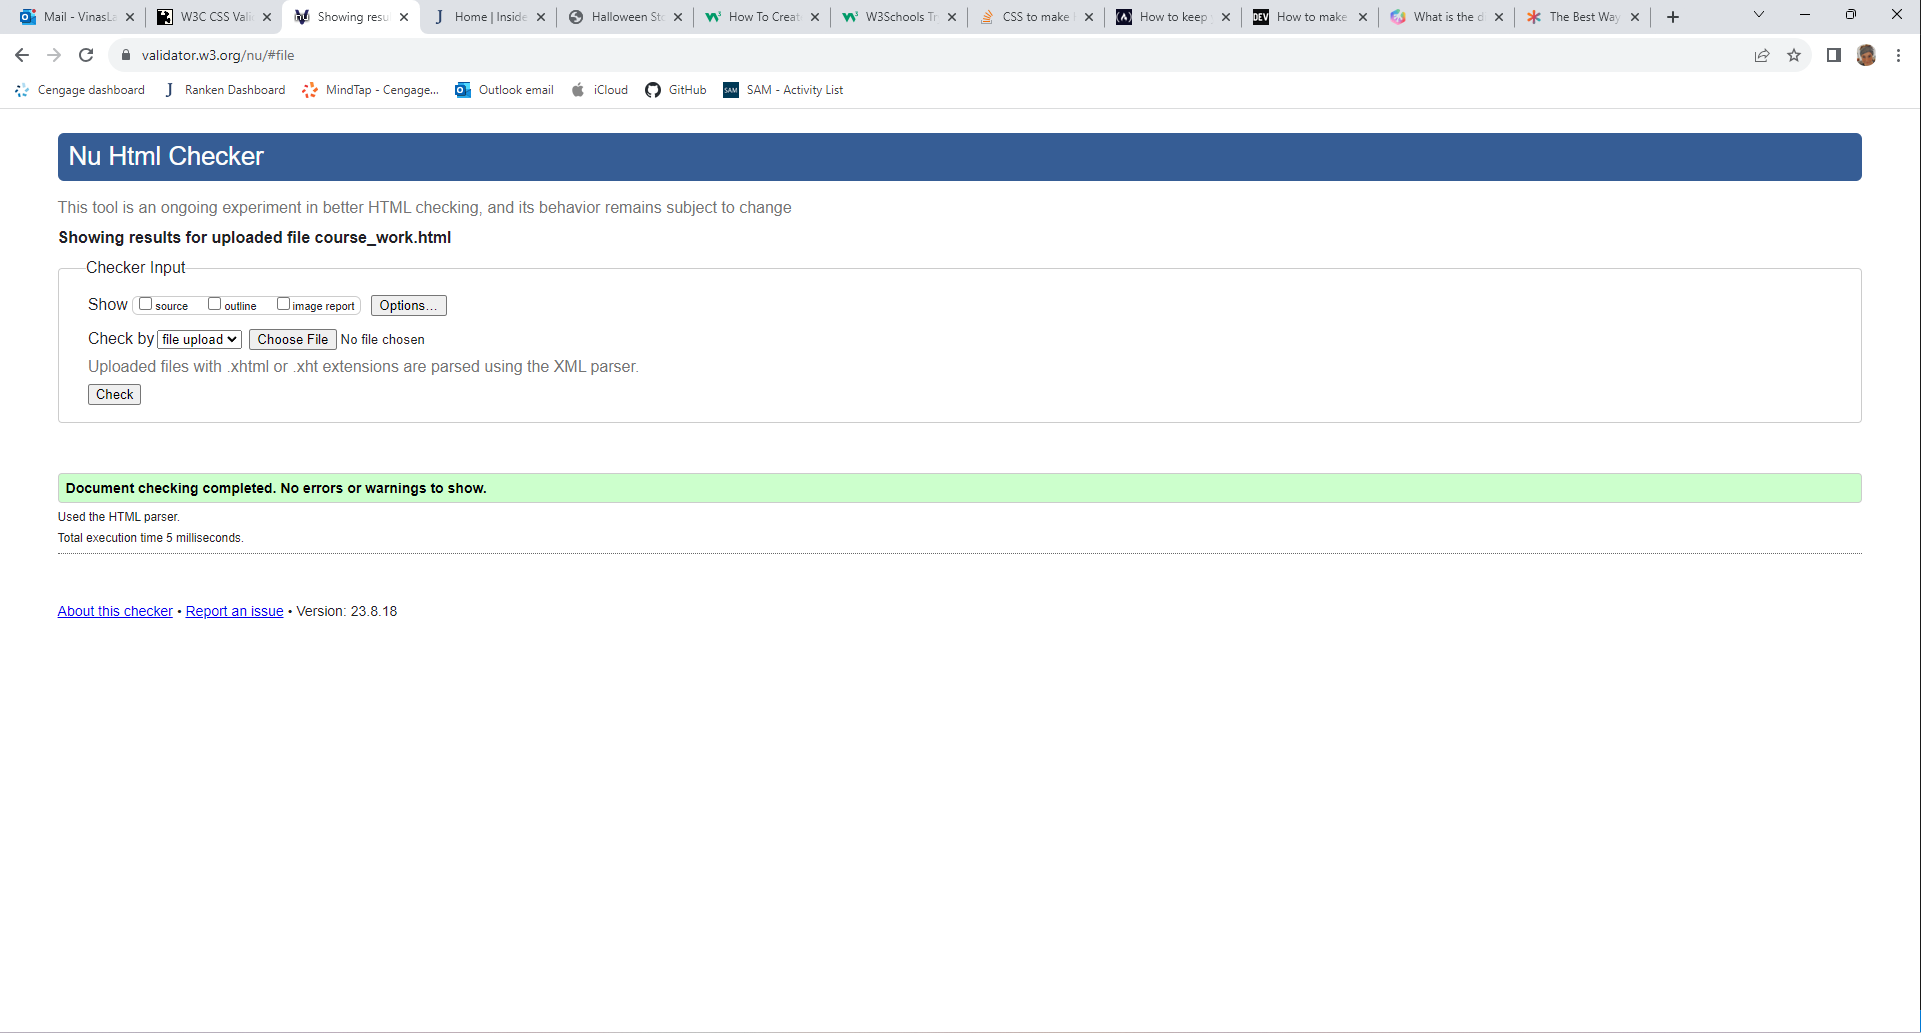 Mail - VinasLa
W3C CSS Vali
Showing resu
Home | Inside
Halloween Sto
How To Creat
W3Schools Tr
CSS to make
How to keep
DEV How to make
What is the d
The Best Way
validator.w3.org/nu/#file
Cengage dashboard
Ranken Dashboard
MindTap - Cengage...
Outlook email
iCloud
GitHub
SAM SAM - Activity List
Nu Html Checker
This tool is an ongoing experiment in better HTML checking, and its behavior remains subject to change
Showing results for uploaded file course_work.html
Checker Input
Show source outline image report Options...
Check by file upload Choose File No file chosen
Uploaded files with .xhtml or .xht extensions are parsed using the XML parser.
Check
Document checking completed. No errors or warnings to show.
Used the HTML parser.
Total execution time 5 milliseconds.
About this checker • Report an issue • Version: 23.8.18